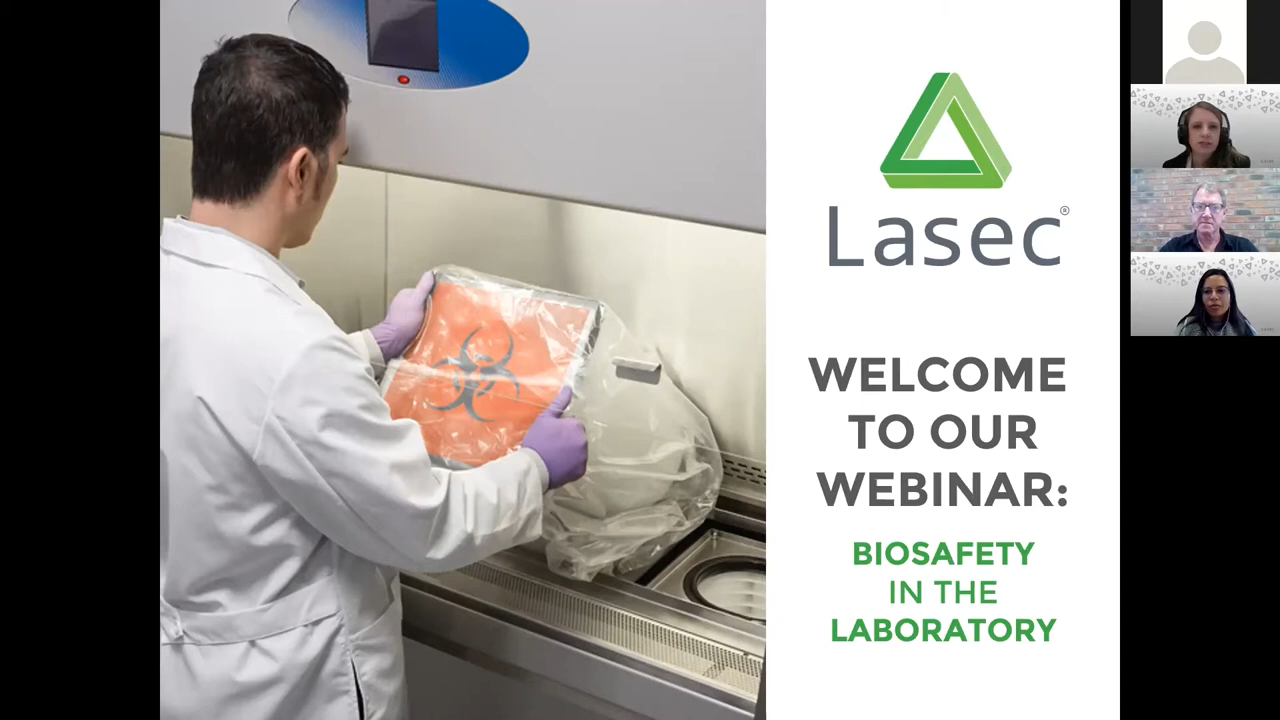 Lasec®
WELCOME
TO OUR
WEBINAR:
BIOSAFETY
IN THE
LABORATORY